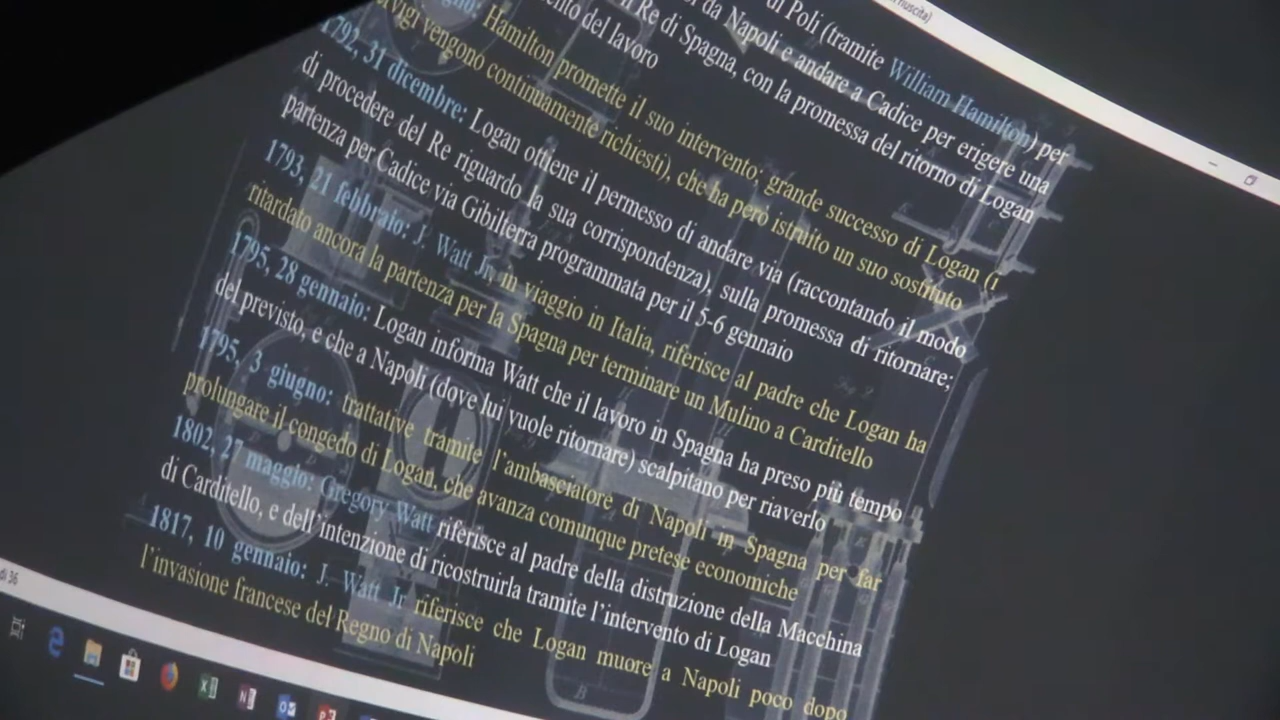 riuscita)
di Poli (tramite William Hamilton) per
da Napoli e andare a Cadice per erigere una
Re di Spagna, con la promessa del ritorno di Logan
del lavoro
Hamilton promette il suo intervento; grande successo di Logan (i
vengono continuamente richiesti), che ha però istruito un suo sostituto
1792, 31 dicembre: Logan ottiene il permesso di andare via (raccontando il modo
di procedere del Re riguardo la sua corrispondenza), sulla promessa di ritornare;
partenza per Cadice via Gibilterra programmata per il 5-6 gennaio
1793, 21 febbraio: J. Watt Jr, in viaggio in Italia, riferisce al padre che Logan ha
ritardato ancora la partenza per la Spagna per terminare un Mulino a Carditello
1795, 28 gennaio: Logan informa Watt che il lavoro in Spagna ha preso più tempo
del previsto, e che a Napoli (dove lui vuole ritornare) scalpitano per riaverlo
1795, 3 giugno: trattative tramite l'ambasciatore di Napoli in Spagna per far
prolungare il congedo di Logan, che avanza comunque pretese economiche
1802, 27 maggio: Gregory Watt riferisce al padre della distruzione della Macchina
di Carditello, e dell'intenzione di ricostruirla tramite l'intervento di Logan
1817, 10 gennaio: J. Watt Jr riferisce che Logan muore a Napoli poco dopo
l'invasione francese del Regno di Napoli
di 36